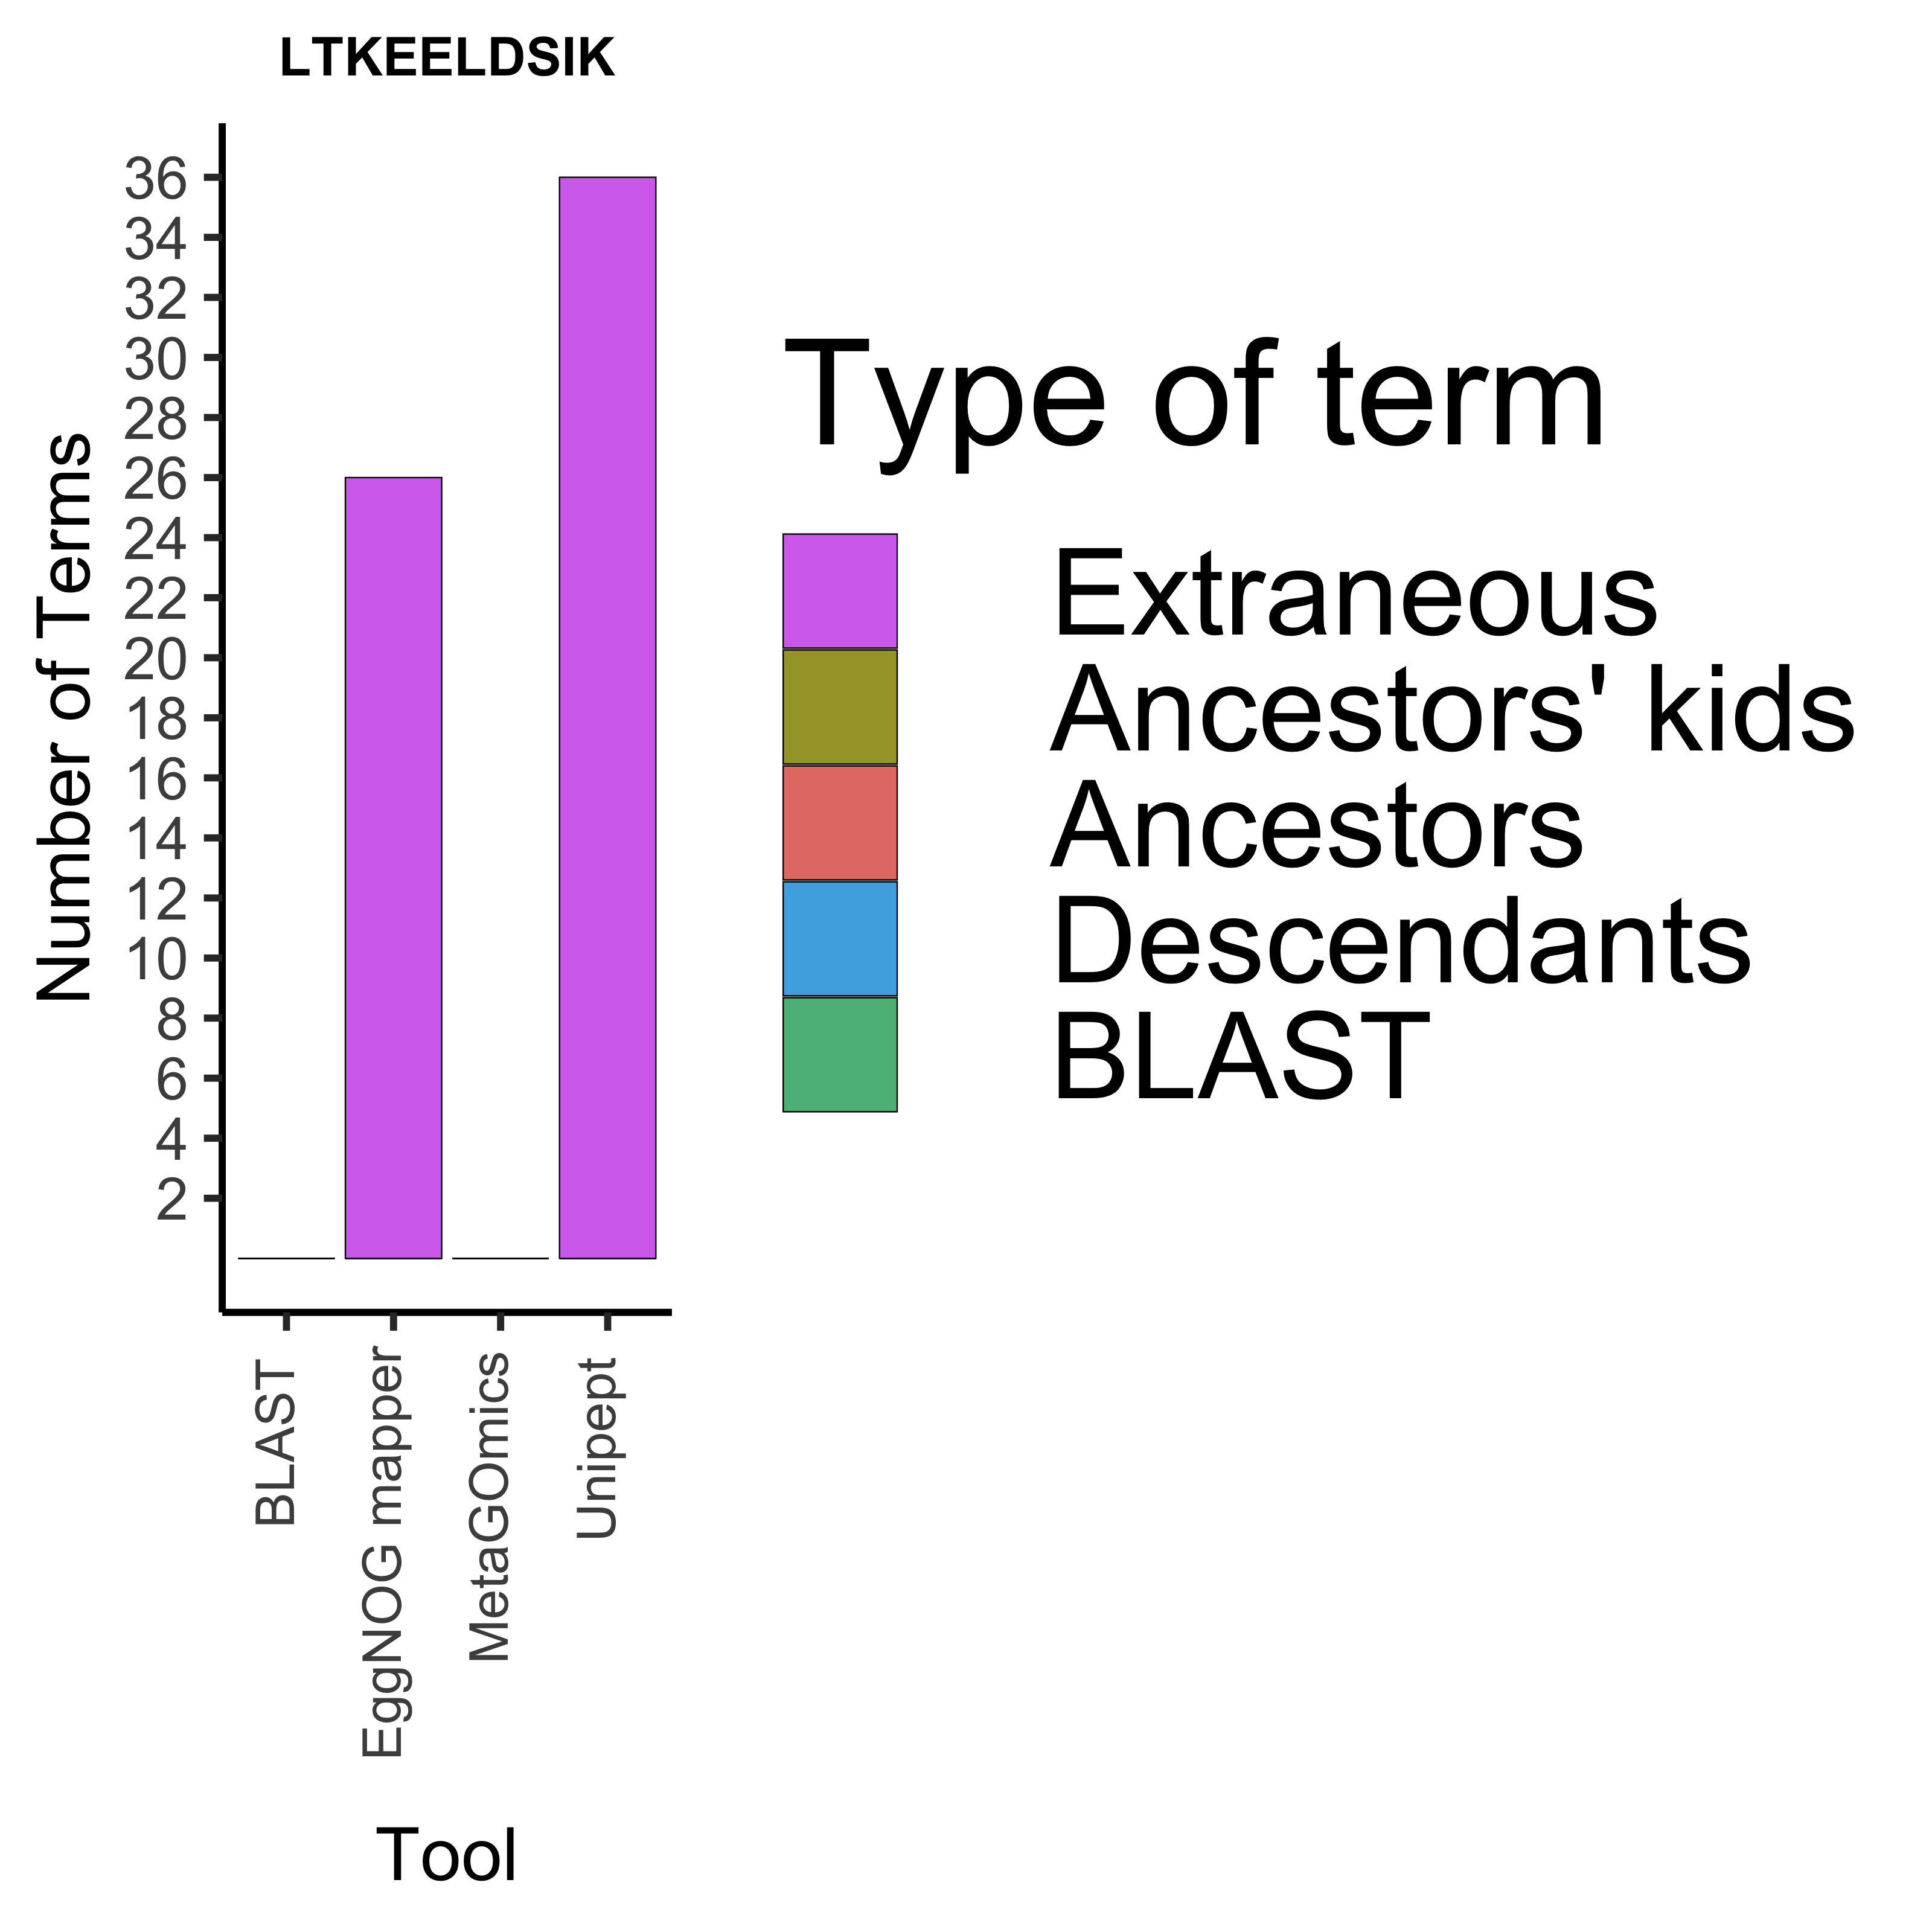 LTKEELDSIK
Number of Terms
36
34
32
30
28
26
24
22
20
18
16
14
12
10
8
6
4
2
BLAST
EggNOG mapper
MetaGOmics
Unipept
Tool
Type of term
Extraneous
Ancestors' kids
Ancestors
Descendants
BLAST